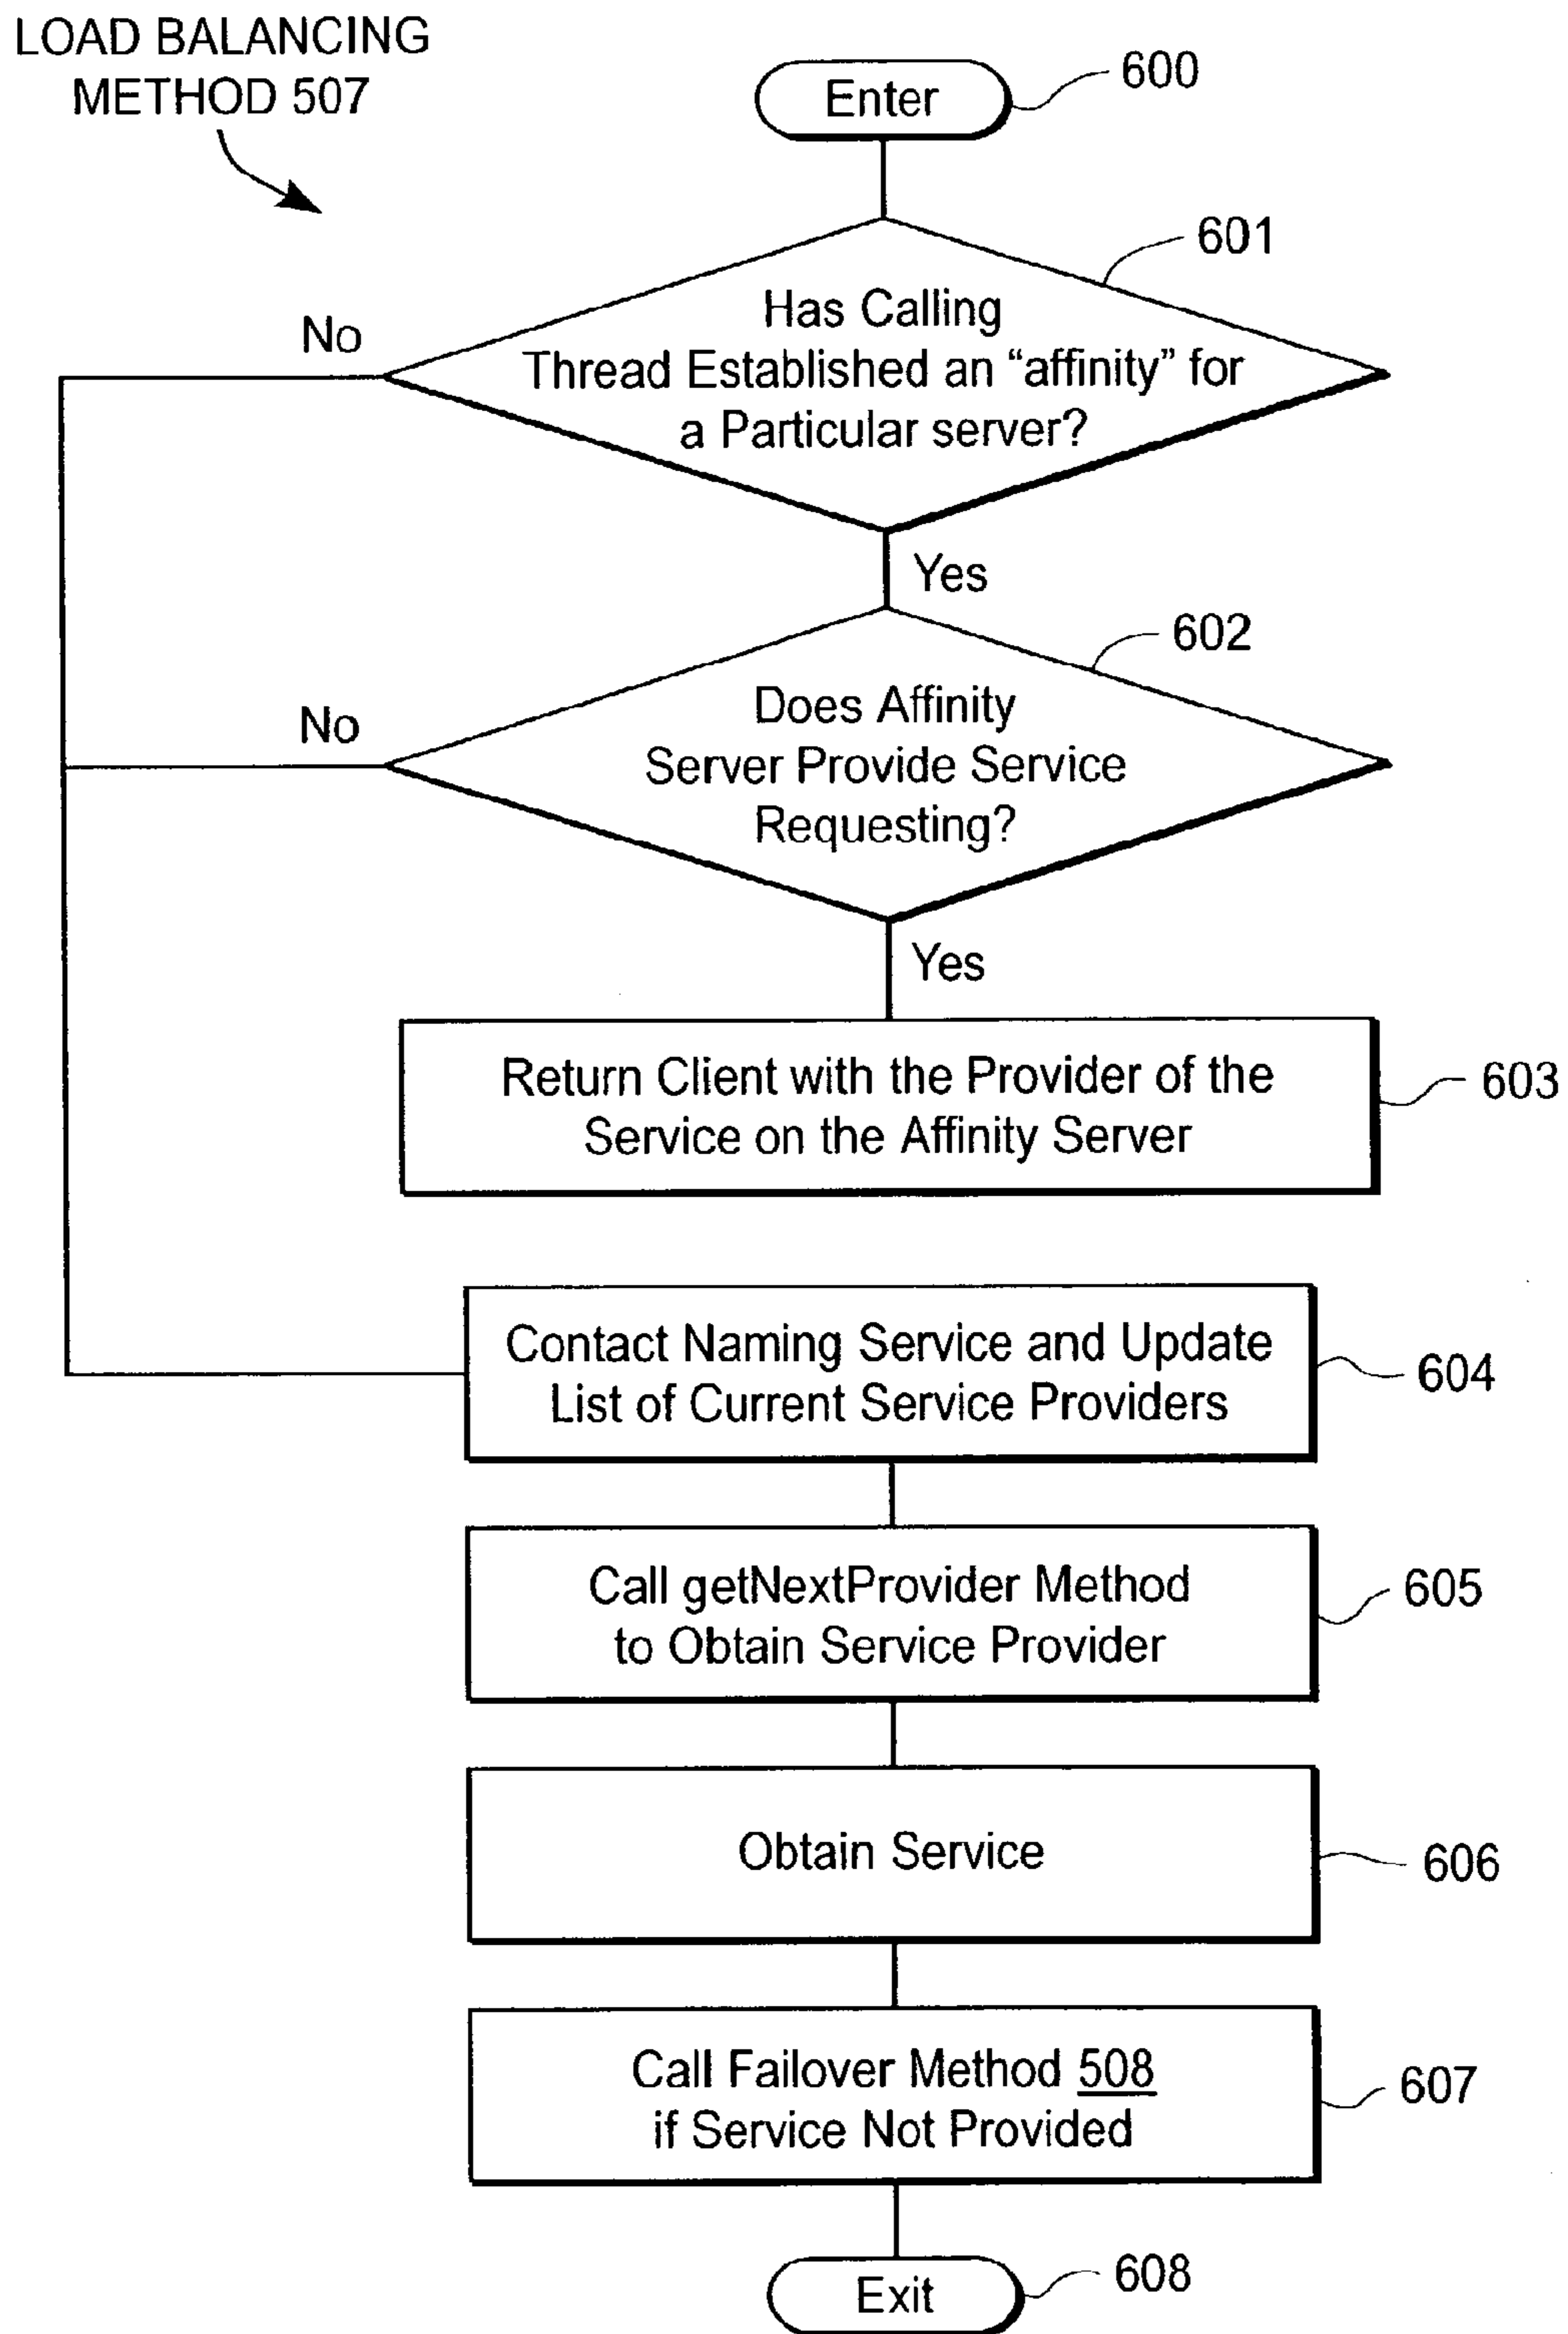 LOAD BALANCING
METHOD 507
Enter
600
601
Has Calling
Thread Established an “affinity” for
a Particular server?
No
Yes
602
Does Affinity
Server Provide Service
Requesting?
No
Yes
Return Client with the Provider of the
Service on the Affinity Server
603
Contact Naming Service and Update
List of Current Service Providers
604
Call getNextProvider Method
to Obtain Service Provider
605
Obtain Service
606
Call Failover Method 508
if Service Not Provided
607
Exit
608